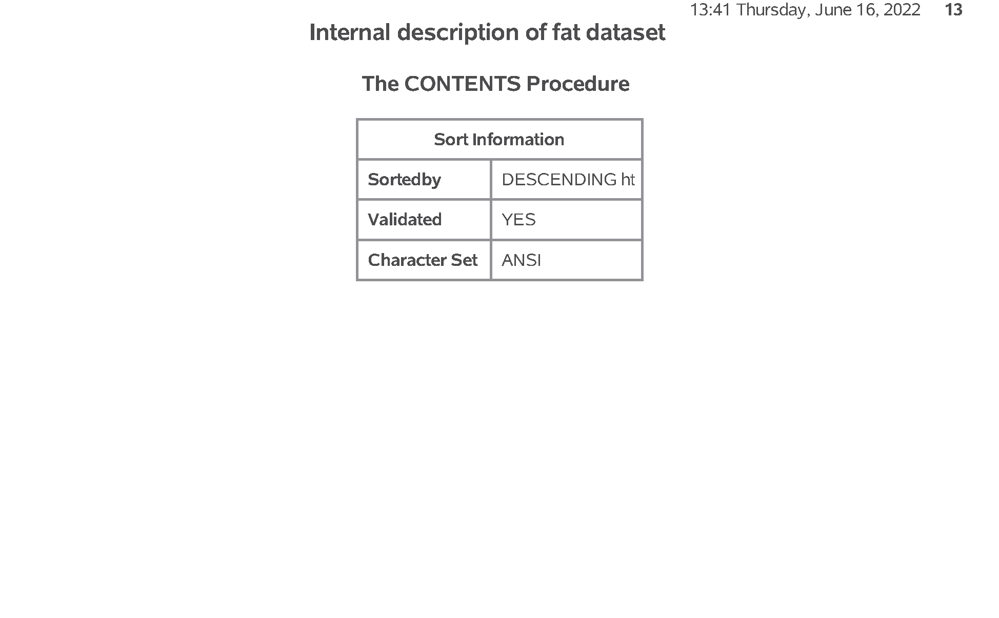 13:41 Thursday, June 16, 2022 13
Internal description of fat dataset
The CONTENTS Procedure
Sort Information
Sortedby DESCENDING ht
Validated YES
Character Set ANSI